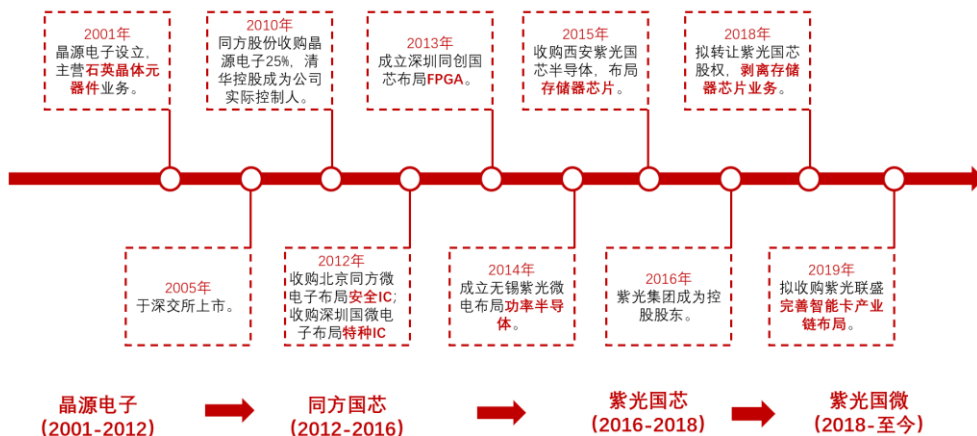 2001年
晶源电子设立，
主营石英晶体元
器件业务。
2010年
同方股份收购晶
源电子25%，清
华控股成为公司
实际控制人。
2013年
成立深圳同创国
芯布局FPGA。
2015年
收购西安紫光国
芯半导体，布局
存储器芯片。
2018年
拟转让紫光国芯
股权，剥离存储
器芯片业务。
2005年
于深交所上市。
2012年
收购北京同方微
电子布局安全IC;
收购深圳国微电
子布局特种IC
2014年
成立无锡紫光微
电布局功率半导
体。
2016年
紫光集团成为控
股股东。
2019年
拟收购紫光联盛
完善智能卡产业
链布局。
晶源电子
(2001-2012)
同方国芯
(2012-2016)
紫光国芯
(2016-2018)
紫光国微
(2018-至今)